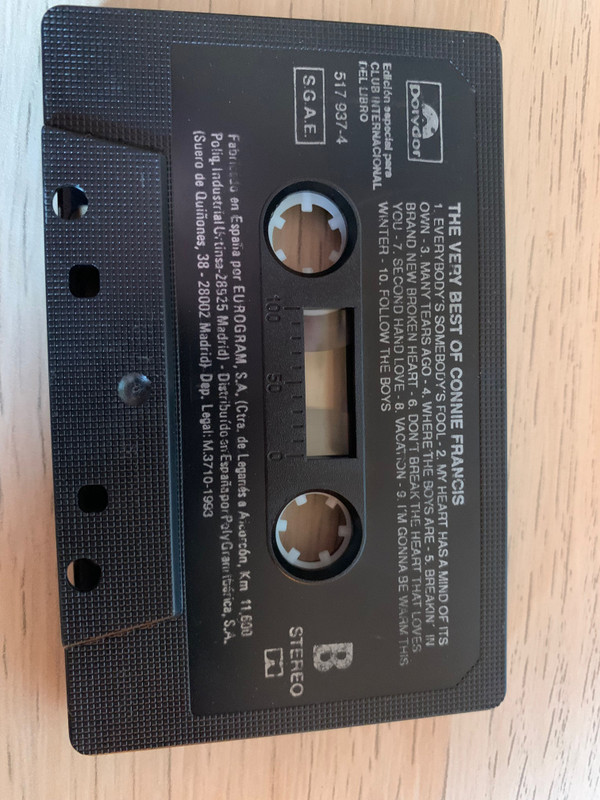 Polydor
Edición especial para
CLUB INTERNACIONAL
DEL LIBRO
517 937-4
S.G.A.E.
THE VERY BEST OF CONNIE FRANCIS
1. EVERYBODY'S SOMEBODY'S FOOL - 2. MY HEART HAS A MIND OF ITS
OWN - 3. MANY TEARS AGO - 4. WHERE THE BOYS ARE - 5. BREAKIN' IN
BRAND NEW BROKEN HEART - 6. DON'T BREAK THE HEART THAT LOVES
YOU - 7. SECOND HAND LOVE - 8. VACATION - 9. I'M GONNA BE WARM THIS
WINTER - 10. FOLLOW THE BOYS
100 50 0
B
STEREO
Fabricado en España por EUROGRAM, S.A. (Ctra. de Leganés a Alcorcón, Km 11,600
Polig. Industrial Urtinsa-28925 Madrid) - Distribuido en España por PolyGram Ibérica, S.A.
(Suero de Quiñones, 38 - 28002 Madrid) Dep. Legal: M.3710-1993